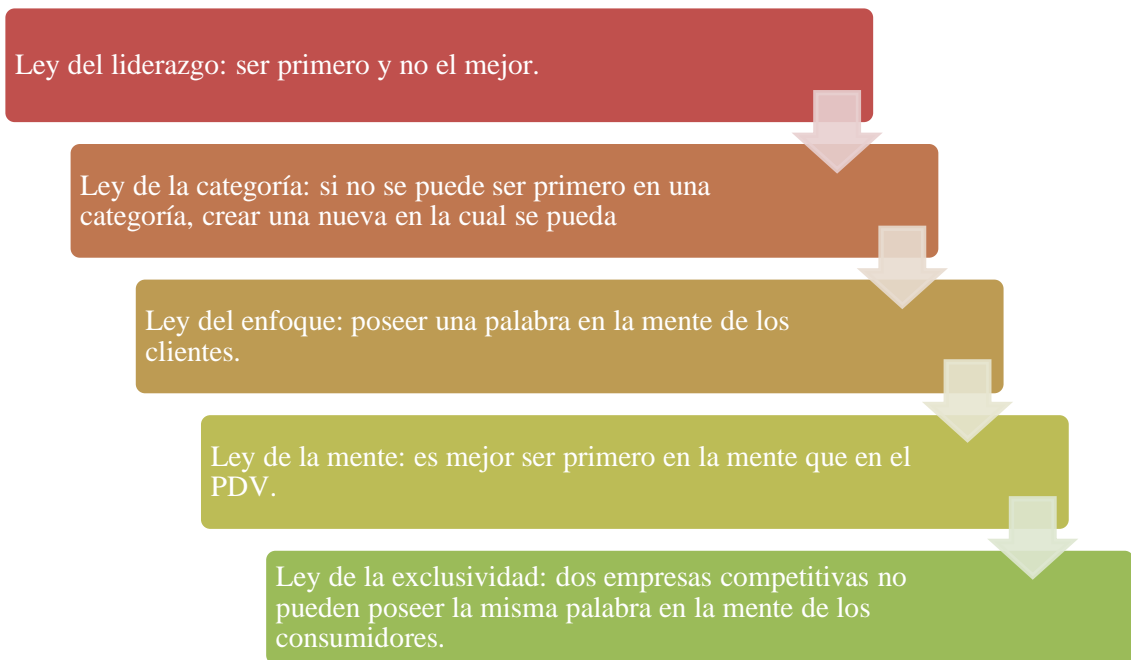 Ley del liderazgo: ser primero y no el mejor.
Ley de la categoría: si no se puede ser primero en una
categoría, crear una nueva en la cual se pueda
Ley del enfoque: poseer una palabra en la mente de los
clientes.
Ley de la mente: es mejor ser primero en la mente que en el
PDV.
Ley de la exclusividad: dos empresas competitivas no
pueden poseer la misma palabra en la mente de los
consumidores.